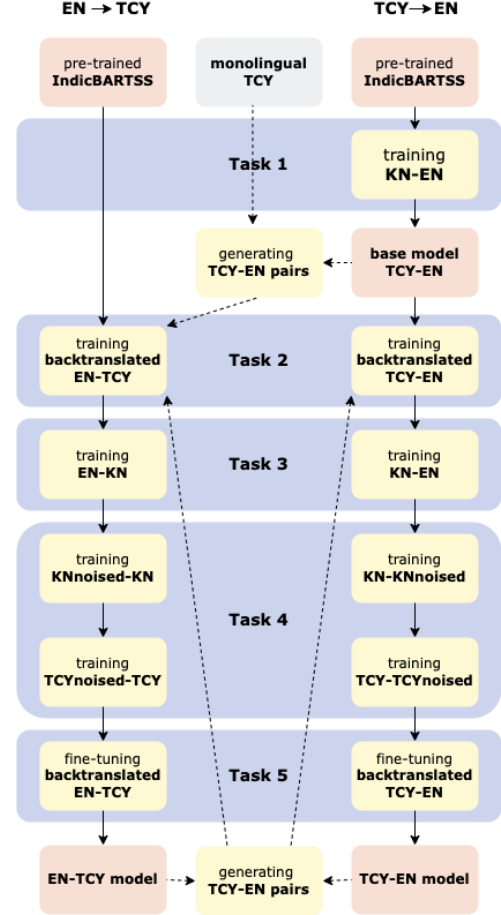 EN → TCY
TCY→ EN
pre-trained
IndicBARTSS
monolingual
TCY
pre-trained
IndicBARTSS
Task 1
training
KN-EN
generating
TCY-EN pairs
base model
TCY-EN
training
backtranslated
EN-TCY
Task 2
training
backtranslated
TCY-EN
training
EN-KN
Task 3
training
KN-EN
training
KNnoised-KN
training
KN-KNnoised
Task 4
training
TCYnoised-TCY
training
TCY-TCYnoised
fine-tuning
backtranslated
EN-TCY
Task 5
fine-tuning
backtranslated
TCY-EN
EN-TCY model
generating
TCY-EN pairs
TCY-EN model